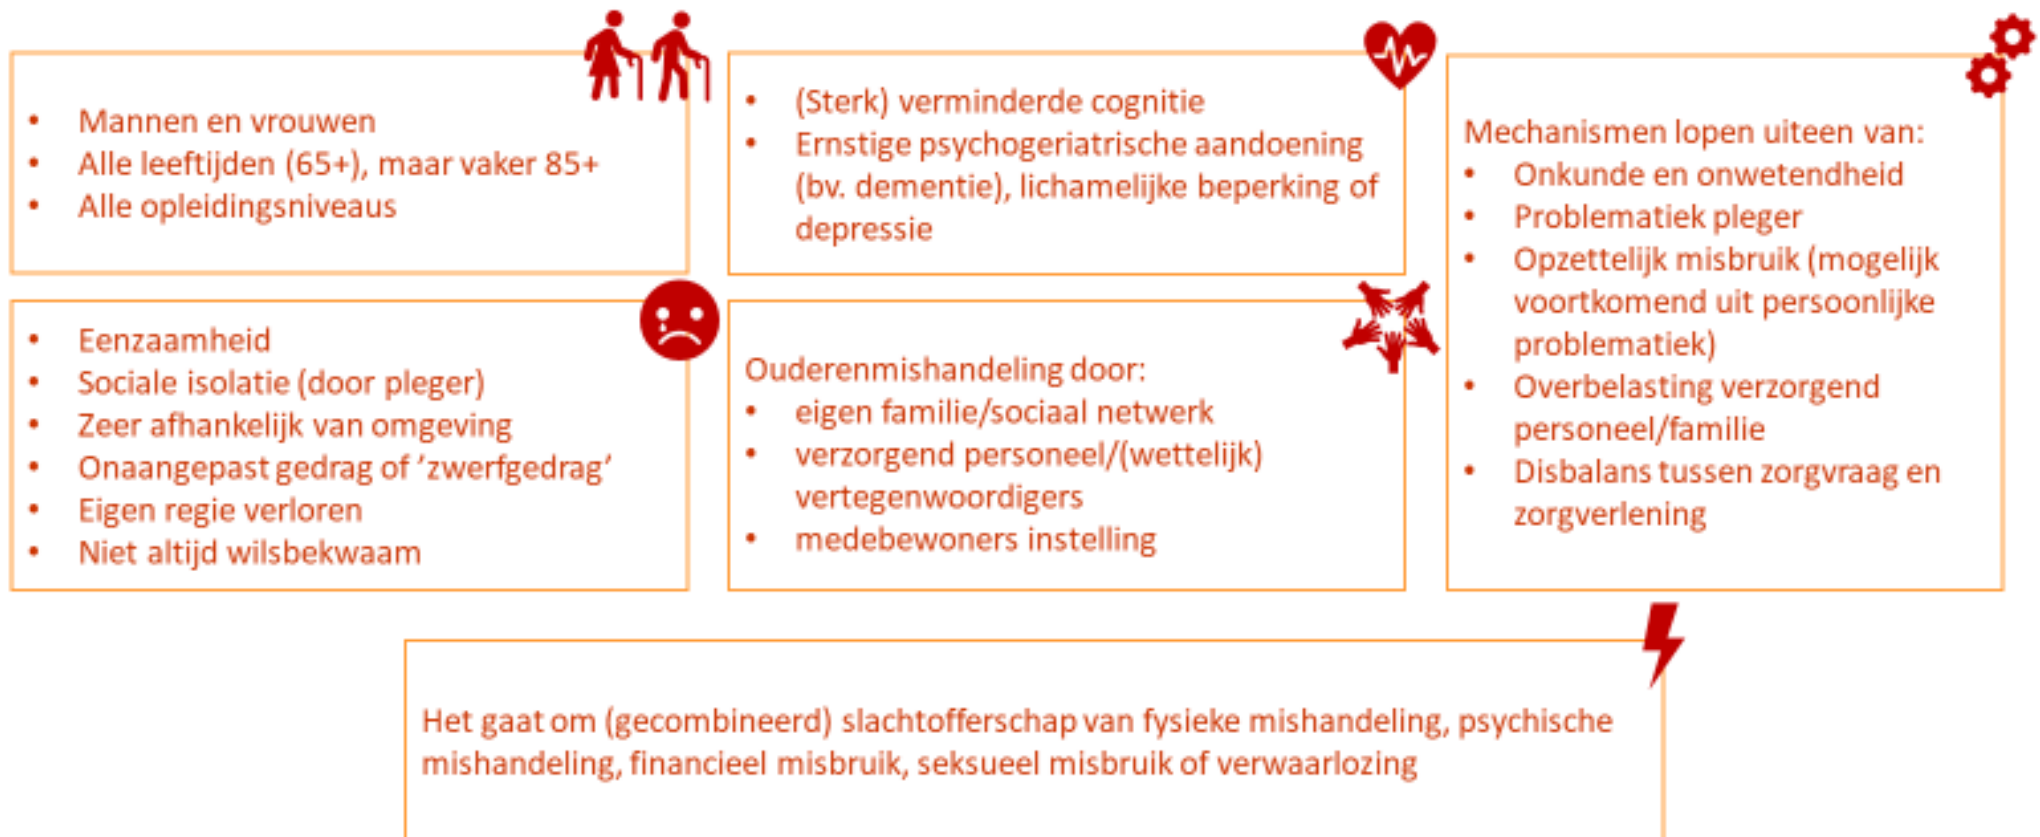 • Mannen en vrouwen
• Alle leeftijden (65+), maar vaker 85+
• Alle opleidingsniveaus
• (Sterk) verminderde cognitie
• Ernstige psychogeriatrische aandoening
(bv. dementie), lichamelijke beperking of
depressie
Mechanismen lopen uiteen van:
• Onkunde en onwetendheid
• Problematiek pleger
• Opzettelijk misbruik (mogelijk
voortkomend uit persoonlijke
problematiek)
• Overbelasting verzorgend
personeel/familie
• Disbalans tussen zorgvraag en
zorgverlening
• Eenzaamheid
• Sociale isolatie (door pleger)
• Zeer afhankelijk van omgeving
• Onaangepast gedrag of ’zwerfgedrag’
• Eigen regie verloren
• Niet altijd wilsbekwaam
Ouderenmishandeling door:
• eigen familie/sociaal netwerk
• verzorgend personeel/(wettelijk)
vertegenwoordigers
• medebewoners instelling
Het gaat om (gecombineerd) slachtofferschap van fysieke mishandeling, psychische
mishandeling, financieel misbruik, seksueel misbruik of verwaarlozing